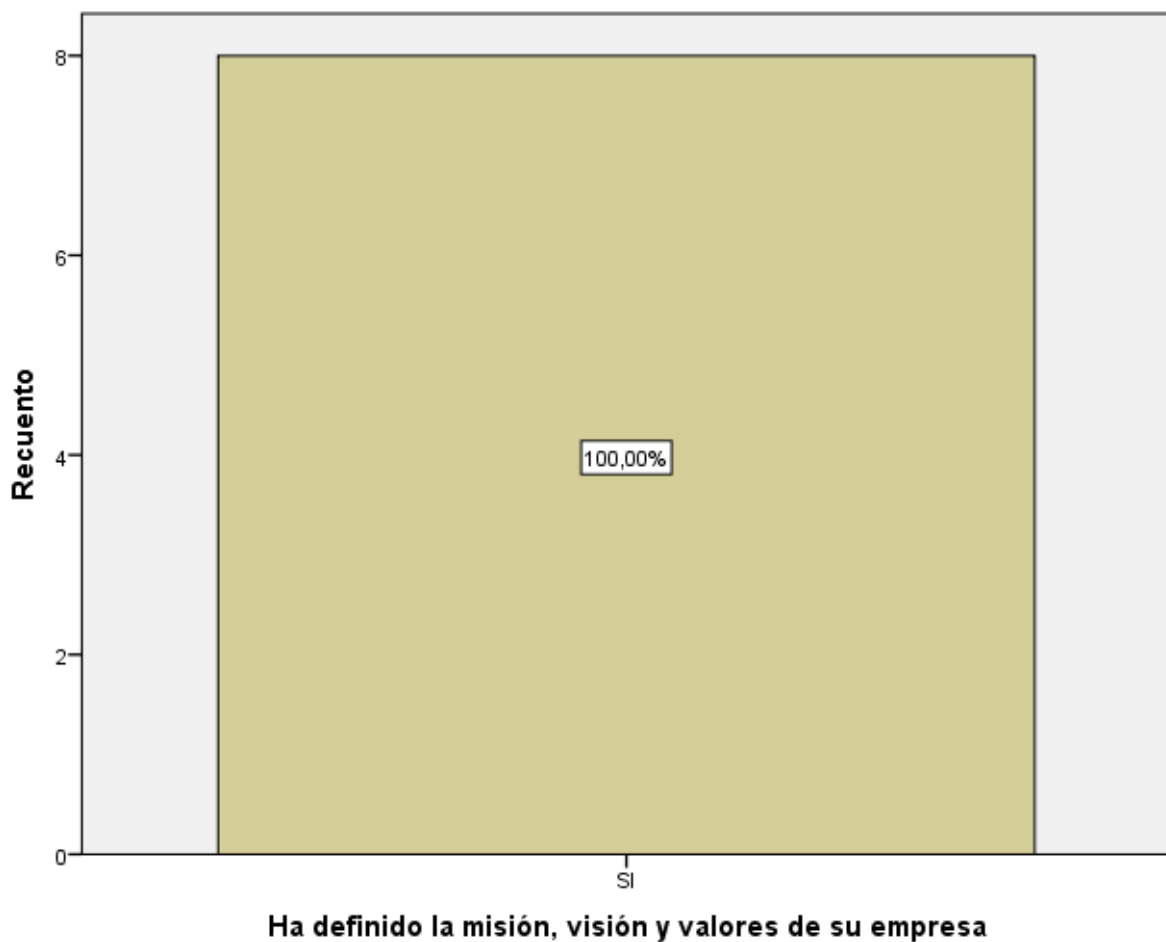 8
6
Recuento
4
100,00%
2
0
SI
Ha definido la misión, visión y valores de su empresa